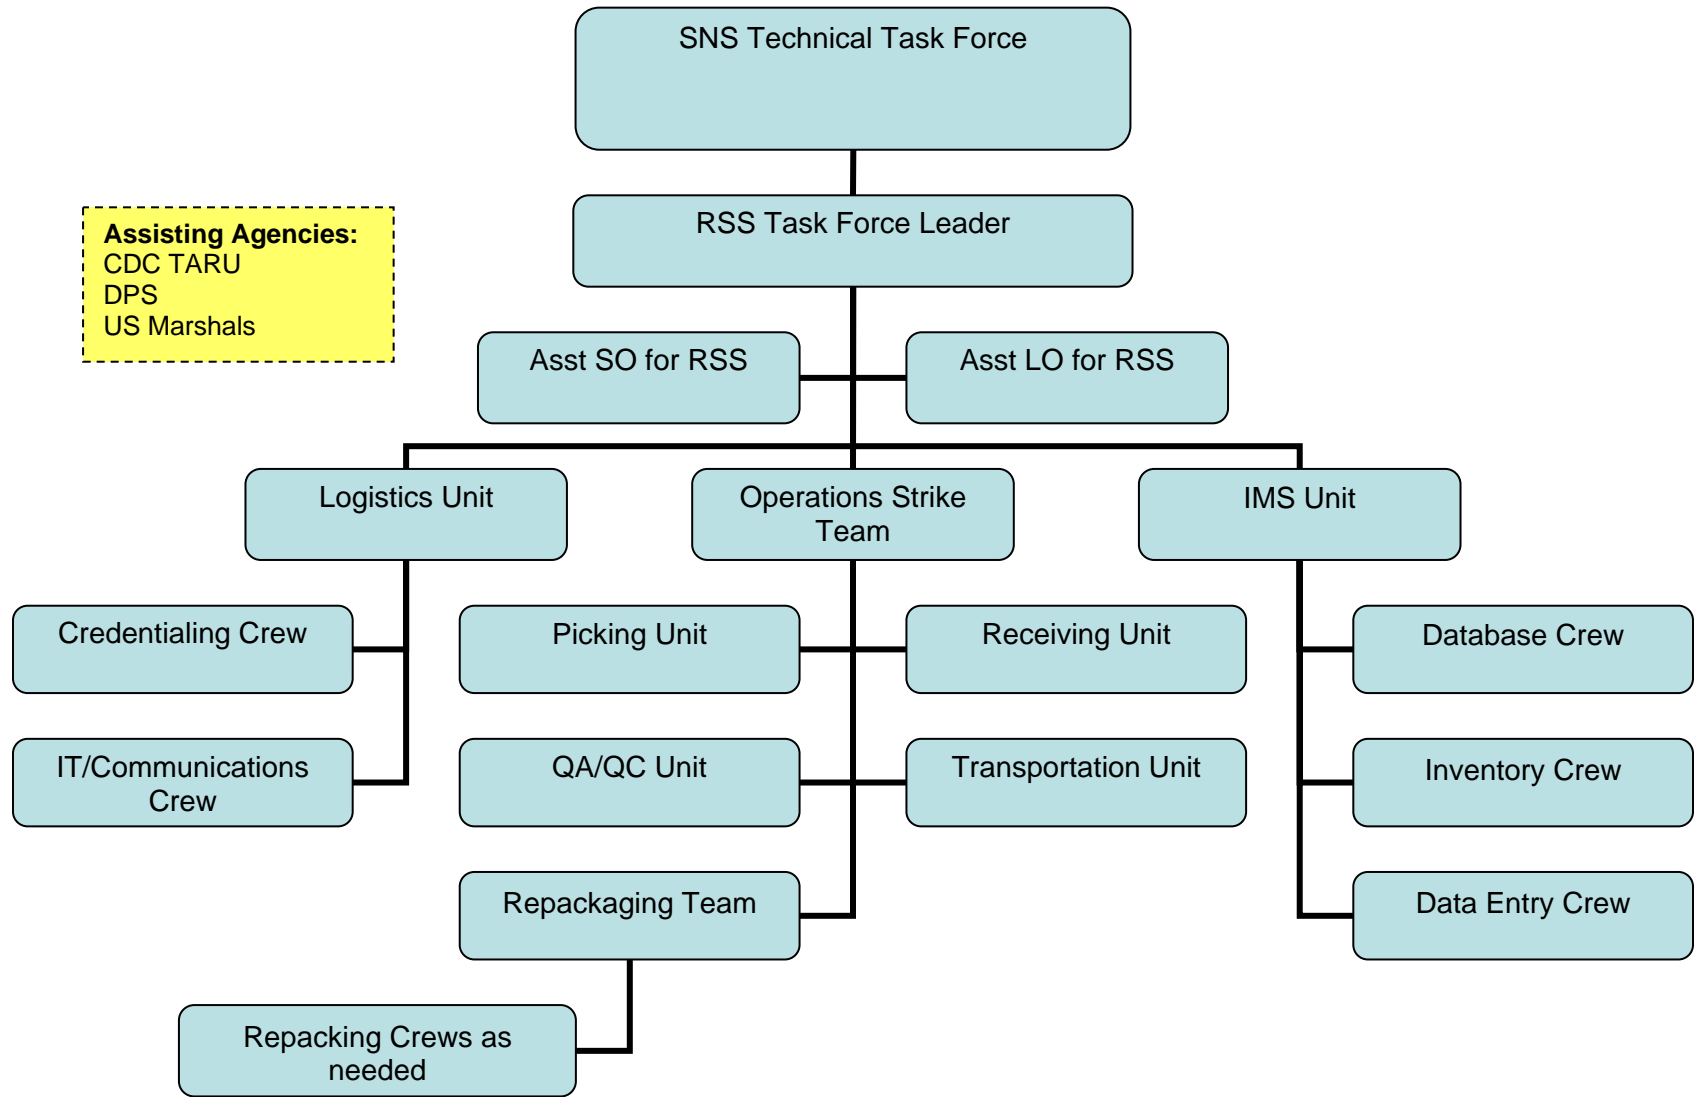 SNS Technical Task Force
RSS Task Force Leader
Assisting Agencies:
CDC TARU
DPS
US Marshals
Asst SO for RSS
Asst LO for RSS
Logistics Unit
Operations Strike
Team
IMS Unit
Credentialing Crew
Picking Unit
Receiving Unit
Database Crew
IT/Communications
Crew
QA/QC Unit
Transportation Unit
Inventory Crew
Repackaging Team
Data Entry Crew
Repacking Crews as
needed